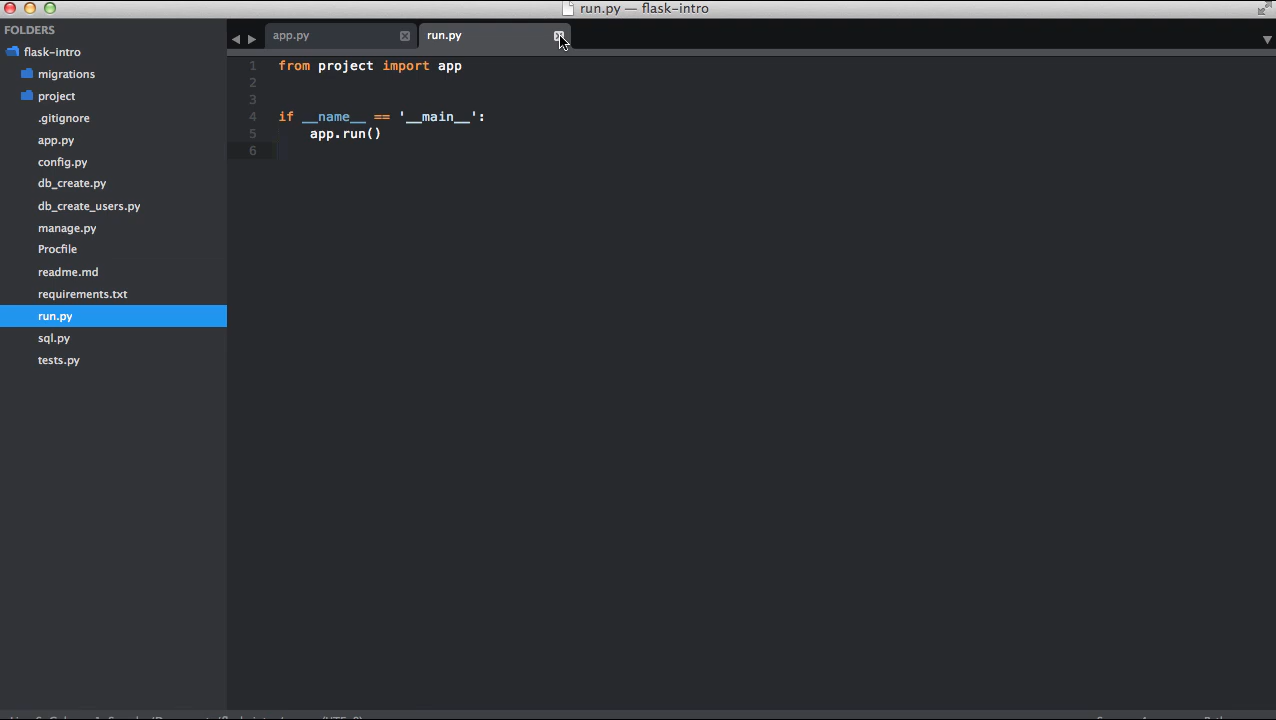 run.py — flask-intro
FOLDERS
flask-intro
migrations
project
.gitignore
app.py
config.py
db_create.py
db_create_users.py
manage.py
Procfile
readme.md
requirements.txt
run.py
sql.py
tests.py
app.py
run.py
1 from project import app
2
3
4 if __name__ == '__main__':
5     app.run()
6